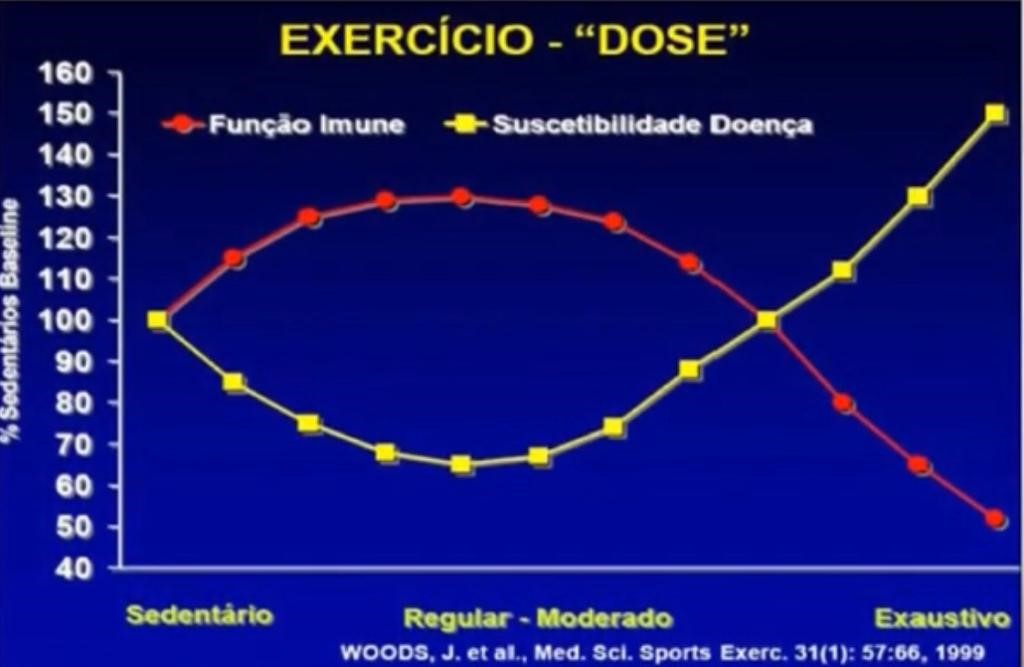 EXERCÍCIO - “DOSE”
Função Imune
Suscetibilidade Doença
% Sedentários Baseline
160
150
140
130
120
110
100
90
80
70
60
50
40
Sedentário
Regular - Moderado
Exaustivo
WOODS, J. et al., Med. Sci. Sports Exerc. 31(1): 57:66, 1999